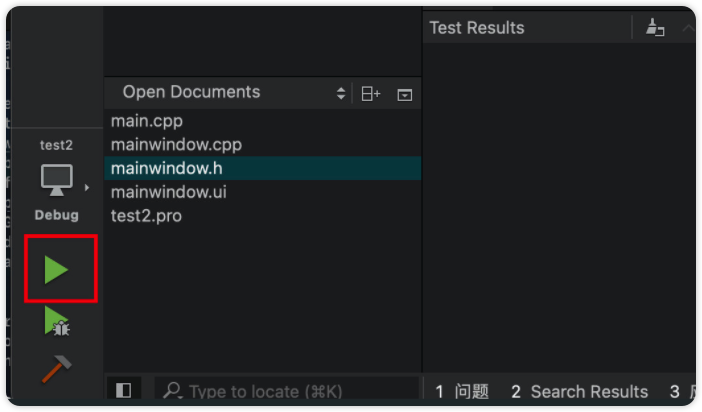 Test Results
Open Documents
main.cpp
mainwindow.cpp
mainwindow.h
mainwindow.ui
test2.pro
test2
Debug
Type to locate (⌘K)
1 问题 2 Search Results 3